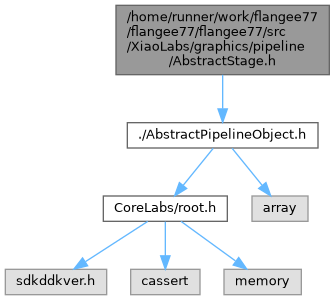 /home/runner/work/flangee77
/flangee77/flangee77/src
/XiaoLabs/graphics/pipeline
/AbstractStage.h
./AbstractPipelineObject.h
CoreLabs/root.h
array
sdkddkver.h
cassert
memory